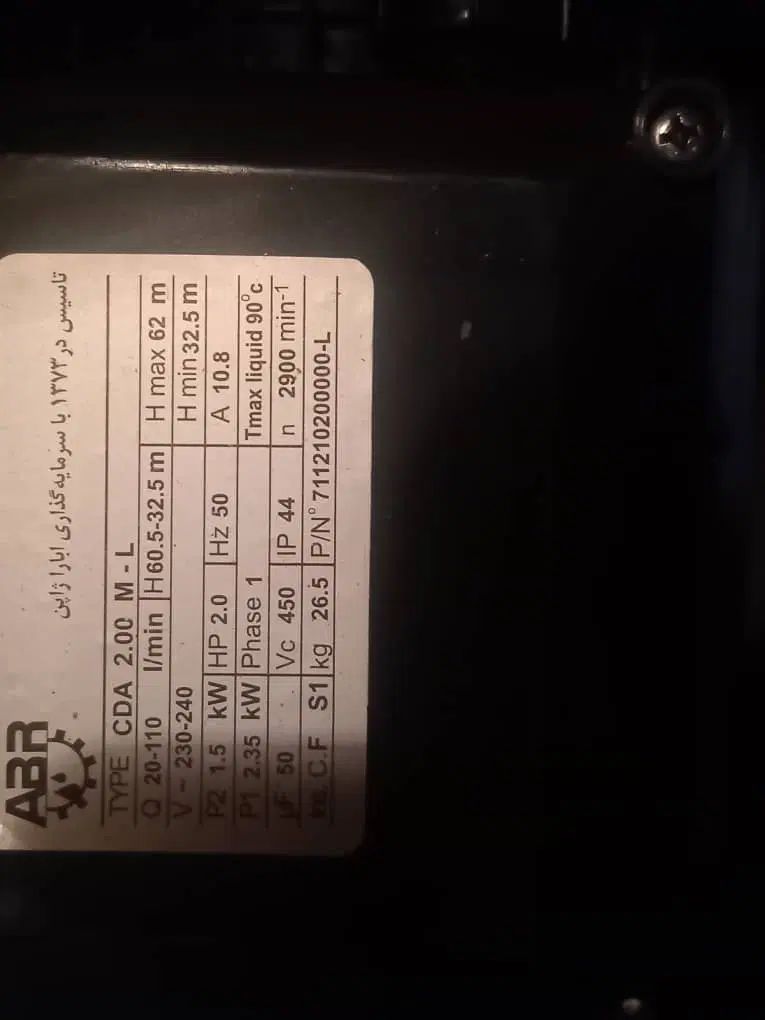 ABR
تاسیس در ۱۳۷۳ با سرمایه‌گذاری ابارا ژاپن
TYPE CDA 2.00 M - L
Q 20-110 l/min H 60.5-32.5 m H max 62 m
V ~ 230-240 H min 32.5 m
P2 1.5 kW HP 2.0 Hz 50 A 10.8
P1 2.35 kW Phase 1 Tmax liquid 90°c
µF 50 Vc 450 IP 44 n 2900 min-1
Ins. C.F S1 kg 26.5 P/N° 711210200000-L